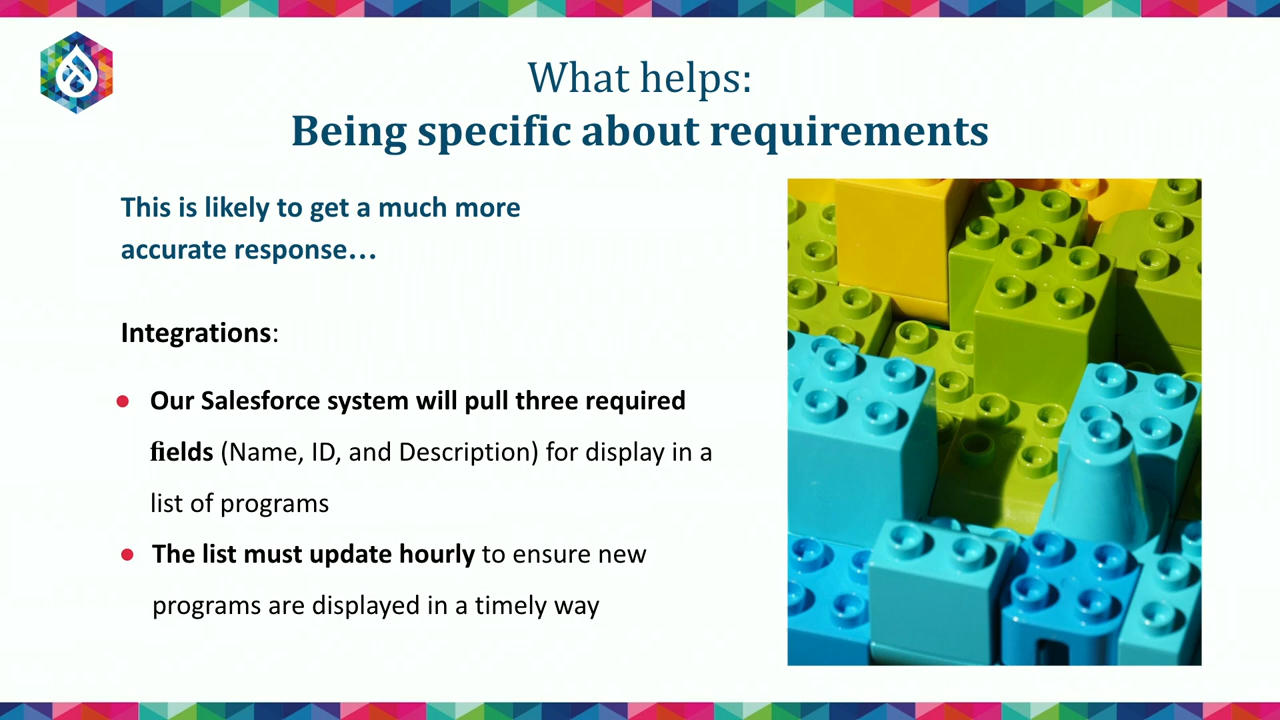 What helps:
Being specific about requirements
This is likely to get a much more
accurate response…
Integrations:
● Our Salesforce system will pull three required
fields (Name, ID, and Description) for display in a
list of programs
● The list must update hourly to ensure new
programs are displayed in a timely way